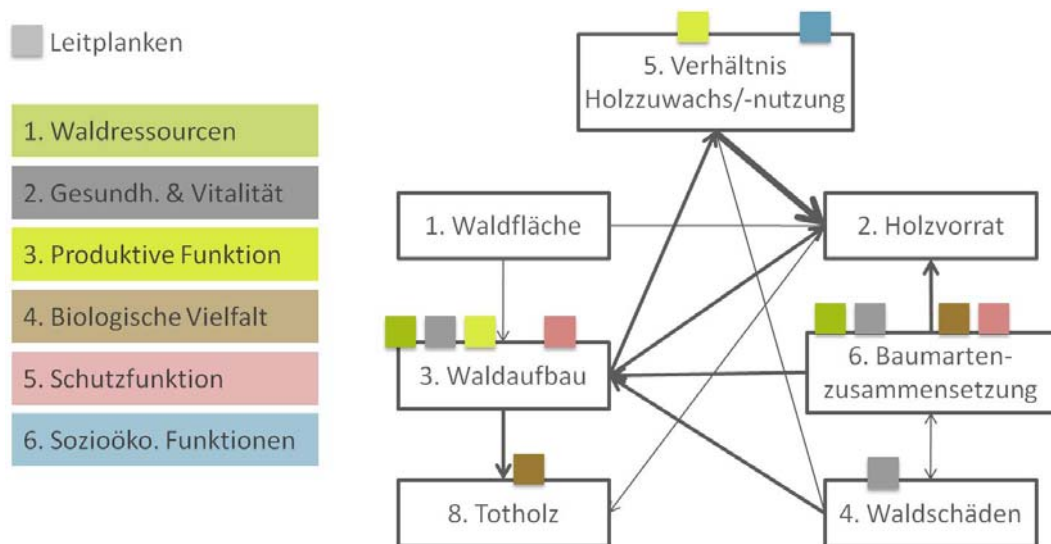 Leitplanken
1. Waldressourcen
2. Gesundh. & Vitalität
3. Produktive Funktion
4. Biologische Vielfalt
5. Schutzfunktion
6. Sozioöko. Funktionen
5. Verhältnis
Holzzuwachs/-nutzung
1. Waldfläche
2. Holzvorrat
3. Waldaufbau
6. Baumarten-
zusammensetzung
8. Totholz
4. Waldschäden